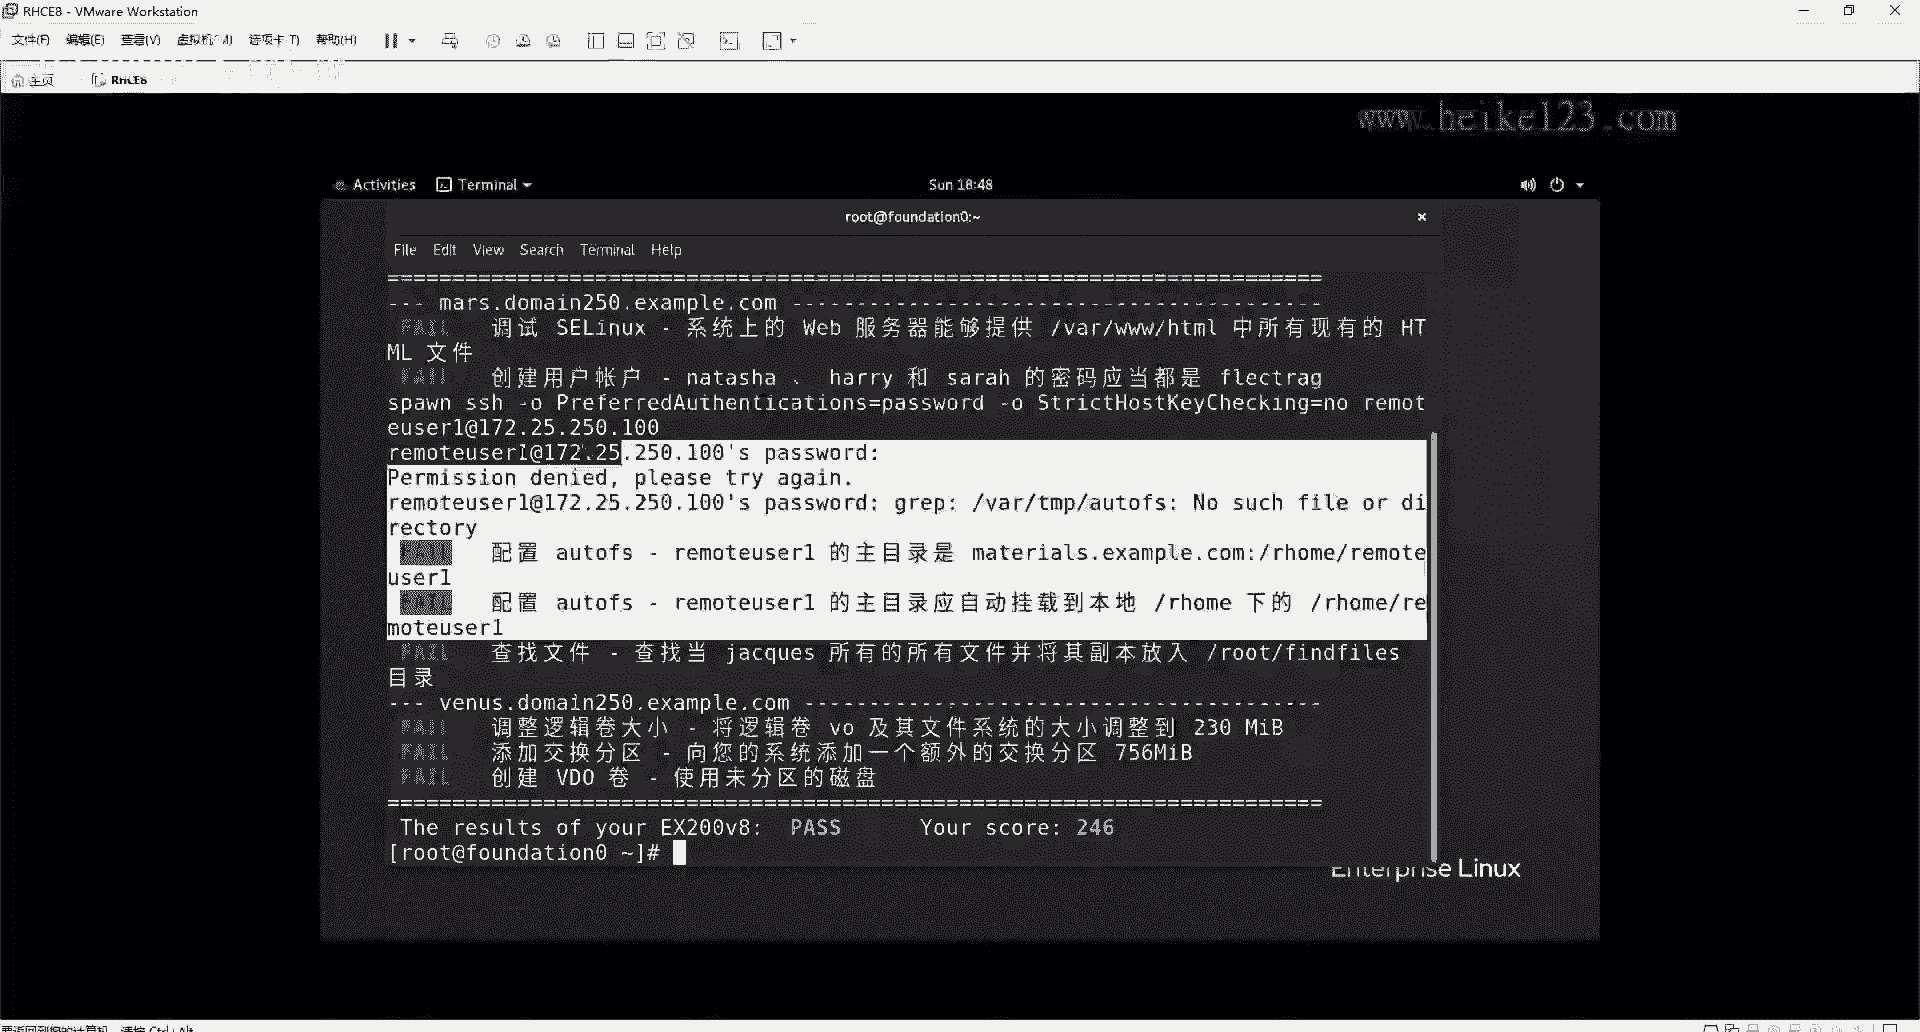 RHCE8 - VMware Workstation
文件(F) 编辑(E) 查看(V) 虚拟机(M) 选项卡(T) 帮助(H)
主页 RHCE8
www.heike123.com
Activities Terminal Sun 18:48
root@foundation0:~
File Edit View Search Terminal Help
==========================================================================
--- mars.domain250.example.com -----------------------------------------
FAIL 调试 SELinux - 系统上的 Web 服务器能够提供 /var/www/html 中所有现有的 HT
ML 文件
FAIL 创建用户帐户 - natasha 、 harry 和 sarah 的密码应当都是 flectrag
spawn ssh -o PreferredAuthentications=password -o StrictHostKeyChecking=no remot
euser1@172.25.250.100
remoteuser1@172.25.250.100's password:
Permission denied, please try again.
remoteuser1@172.25.250.100's password: grep: /var/tmp/autofs: No such file or di
rectory
FAIL 配置 autofs - remoteuser1 的主目录是 materials.example.com:/rhome/remote
user1
FAIL 配置 autofs - remoteuser1 的主目录应自动挂载到本地 /rhome 下的 /rhome/re
moteuser1
FAIL 查找文件 - 查找当 jacques 所有的所有文件并将其副本放入 /root/findfiles
目录
--- venus.domain250.example.com ----------------------------------------
FAIL 调整逻辑卷大小 - 将逻辑卷 vo 及其文件系统的大小调整到 230 MiB
FAIL 添加交换分区 - 向您的系统添加一个额外的交换分区 756MiB
FAIL 创建 VDO 卷 - 使用未分区的磁盘
==========================================================================
The results of your EX200v8: PASS Your score: 246
[root@foundation0 ~]#
Enterprise Linux